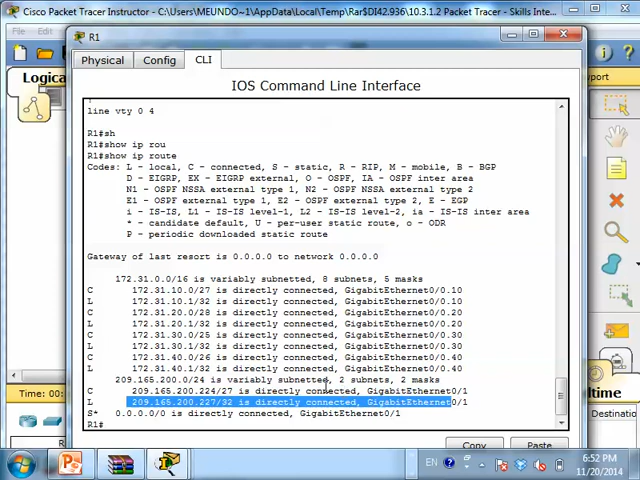 Cisco Packet Tracer Instructor - C:\Users\MEUNDO~1\AppData\Local\Temp\Rar$DI42.936\10.3.1.2 Packet Tracer - Skills Inte...
File
R1
Physical
Config
CLI
Logical
IOS Command Line Interface
line vty 0 4
R1#sh
R1#show ip rou
R1#show ip route
Codes: L - local, C - connected, S - static, R - RIP, M - mobile, B - BGP
D - EIGRP, EX - EIGRP external, O - OSPF, IA - OSPF inter area
N1 - OSPF NSSA external type 1, N2 - OSPF NSSA external type 2
E1 - OSPF external type 1, E2 - OSPF external type 2, E - EGP
i - IS-IS, L1 - IS-IS level-1, L2 - IS-IS level-2, ia - IS-IS inter area
* - candidate default, U - per-user static route, o - ODR
P - periodic downloaded static route
Gateway of last resort is 0.0.0.0 to network 0.0.0.0
172.31.0.0/16 is variably subnetted, 8 subnets, 5 masks
C 172.31.10.0/27 is directly connected, GigabitEthernet0/0.10
L 172.31.10.1/32 is directly connected, GigabitEthernet0/0.10
C 172.31.20.0/28 is directly connected, GigabitEthernet0/0.20
L 172.31.20.1/32 is directly connected, GigabitEthernet0/0.20
C 172.31.30.0/25 is directly connected, GigabitEthernet0/0.30
L 172.31.30.1/32 is directly connected, GigabitEthernet0/0.30
C 172.31.40.0/26 is directly connected, GigabitEthernet0/0.40
L 172.31.40.1/32 is directly connected, GigabitEthernet0/0.40
209.165.200.0/24 is variably subnetted, 2 subnets, 2 masks
C 209.165.200.224/27 is directly connected, GigabitEthernet0/1
L 209.165.200.227/32 is directly connected, GigabitEthernet0/1
S* 0.0.0.0/0 is directly connected, GigabitEthernet0/1
R1#
Copy
Paste
Time: 00:
Destinatio
EN
6:52 PM
11/20/2014